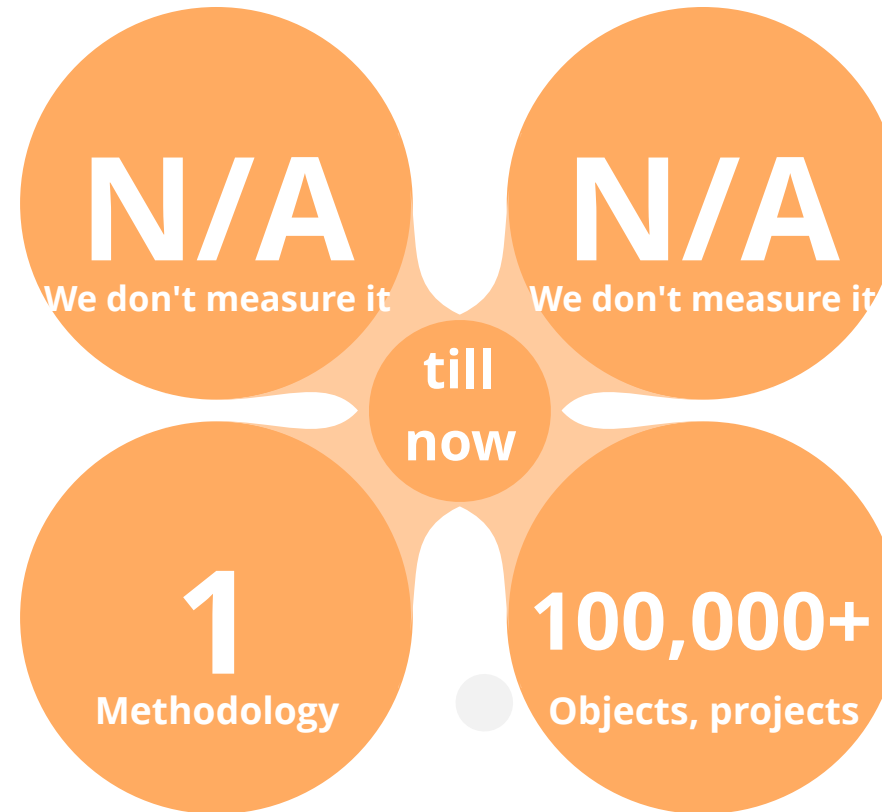 N/A
We don't measure it
N/A
We don't measure it
till
now
1
Methodology
100,000+
Objects, projects